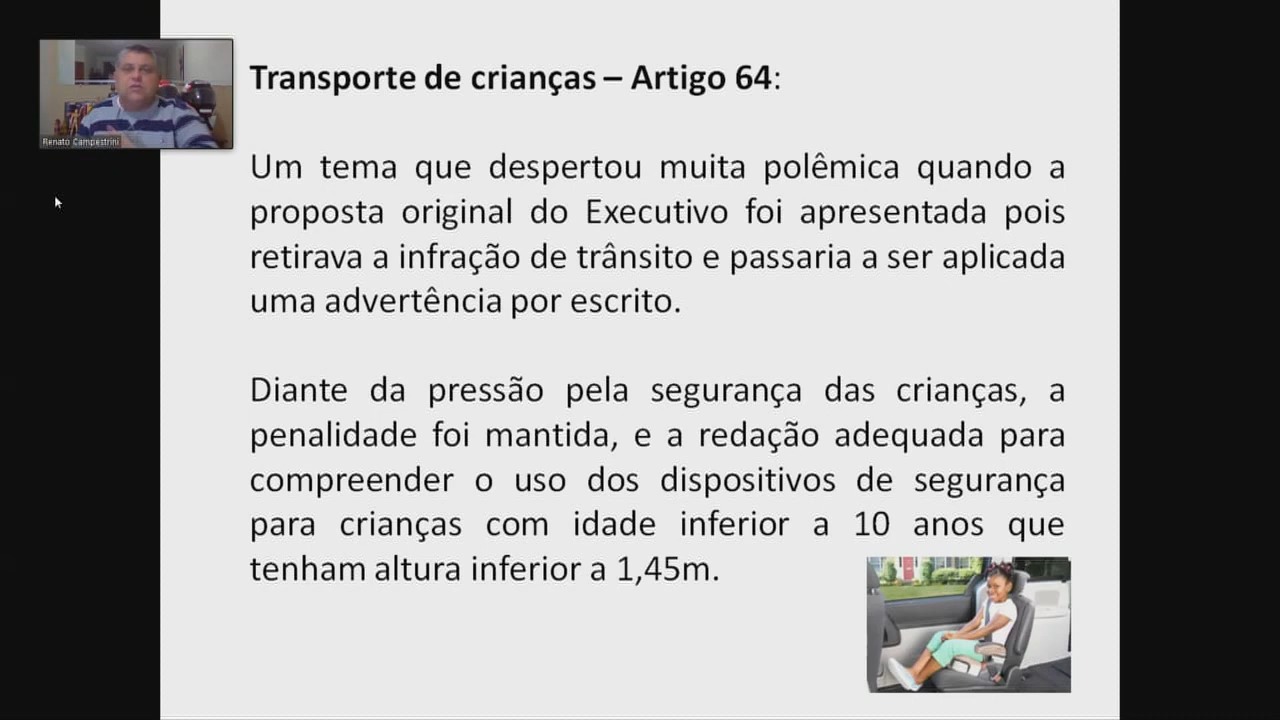 Transporte de crianças – Artigo 64:
Um tema que despertou muita polêmica quando a
proposta original do Executivo foi apresentada pois
retirava a infração de trânsito e passaria a ser aplicada
uma advertência por escrito.
Diante da pressão pela segurança das crianças, a
penalidade foi mantida, e a redação adequada para
compreender o uso dos dispositivos de segurança
para crianças com idade inferior a 10 anos que
tenham altura inferior a 1,45m.
Renato Campestrini